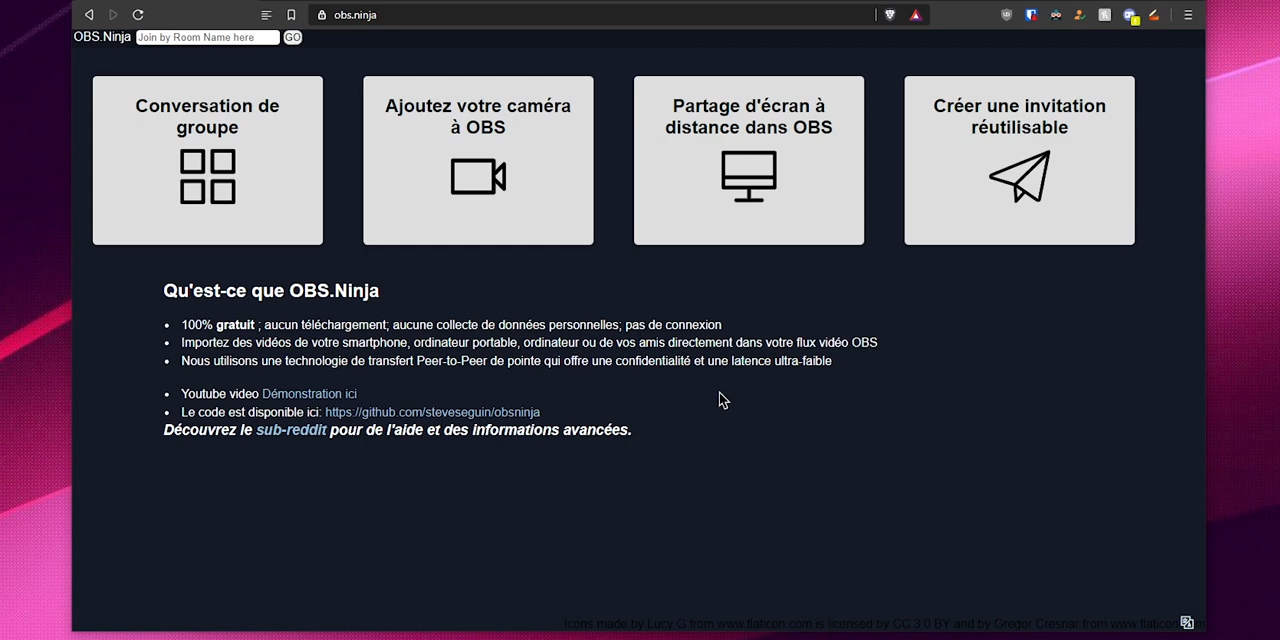 obs.ninja
OBS.Ninja Join by Room Name here GO
Conversation de
groupe
Ajoutez votre caméra
à OBS
Partage d'écran à
distance dans OBS
Créer une invitation
réutilisable
Qu'est-ce que OBS.Ninja
100% gratuit ; aucun téléchargement; aucune collecte de données personnelles; pas de connexion
Importez des vidéos de votre smartphone, ordinateur portable, ordinateur ou de vos amis directement dans votre flux vidéo OBS
Nous utilisons une technologie de transfert Peer-to-Peer de pointe qui offre une confidentialité et une latence ultra-faible
Youtube video Démonstration ici
Le code est disponible ici: https://github.com/steveseguin/obsninja
Découvrez le sub-reddit pour de l'aide et des informations avancées.
Icons made by Lucy G from www.flaticon.com is licensed by CC 3.0 BY and by Gregor Cresnar from www.flaticon